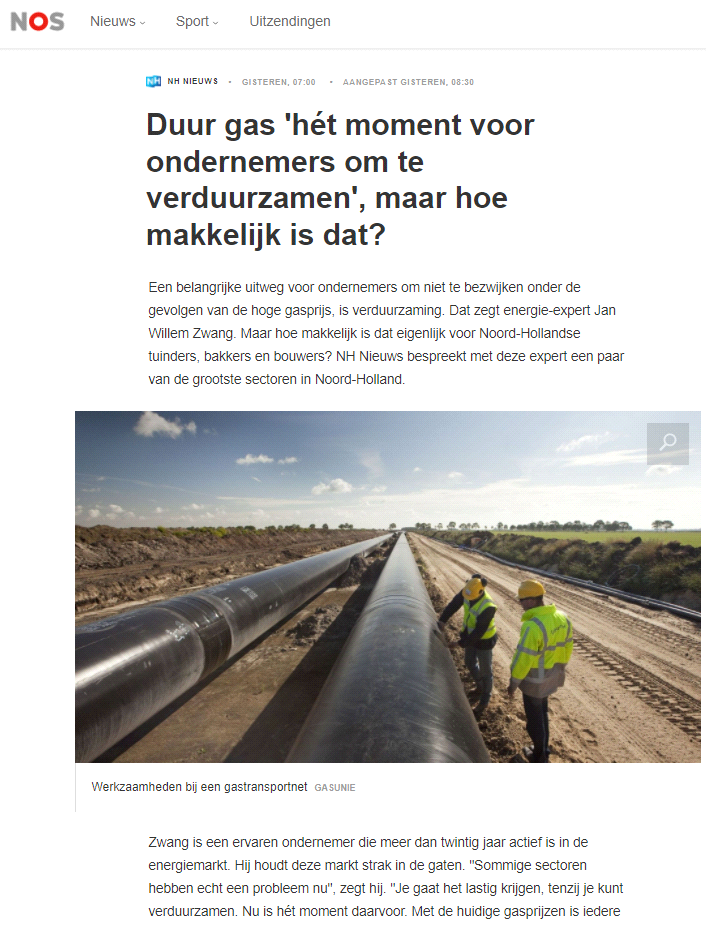 NOS Nieuws Sport Uitzendingen
NH NH NIEUWS • GISTEREN, 07:00 • AANGEPAST GISTEREN, 08:30
Duur gas 'hét moment voor
ondernemers om te
verduurzamen', maar hoe
makkelijk is dat?
Een belangrijke uitweg voor ondernemers om niet te bezwijken onder de
gevolgen van de hoge gasprijs, is verduurzaming. Dat zegt energie-expert Jan
Willem Zwang. Maar hoe makkelijk is dat eigenlijk voor Noord-Hollandse
tuinders, bakkers en bouwers? NH Nieuws bespreekt met deze expert een paar
van de grootste sectoren in Noord-Holland.
Werkzaamheden bij een gastransportnet GASUNIE
Zwang is een ervaren ondernemer die meer dan twintig jaar actief is in de
energiemarkt. Hij houdt deze markt strak in de gaten. "Sommige sectoren
hebben echt een probleem nu", zegt hij. "Je gaat het lastig krijgen, tenzij je kunt
verduurzamen. Nu is hét moment daarvoor. Met de huidige gasprijzen is iedere